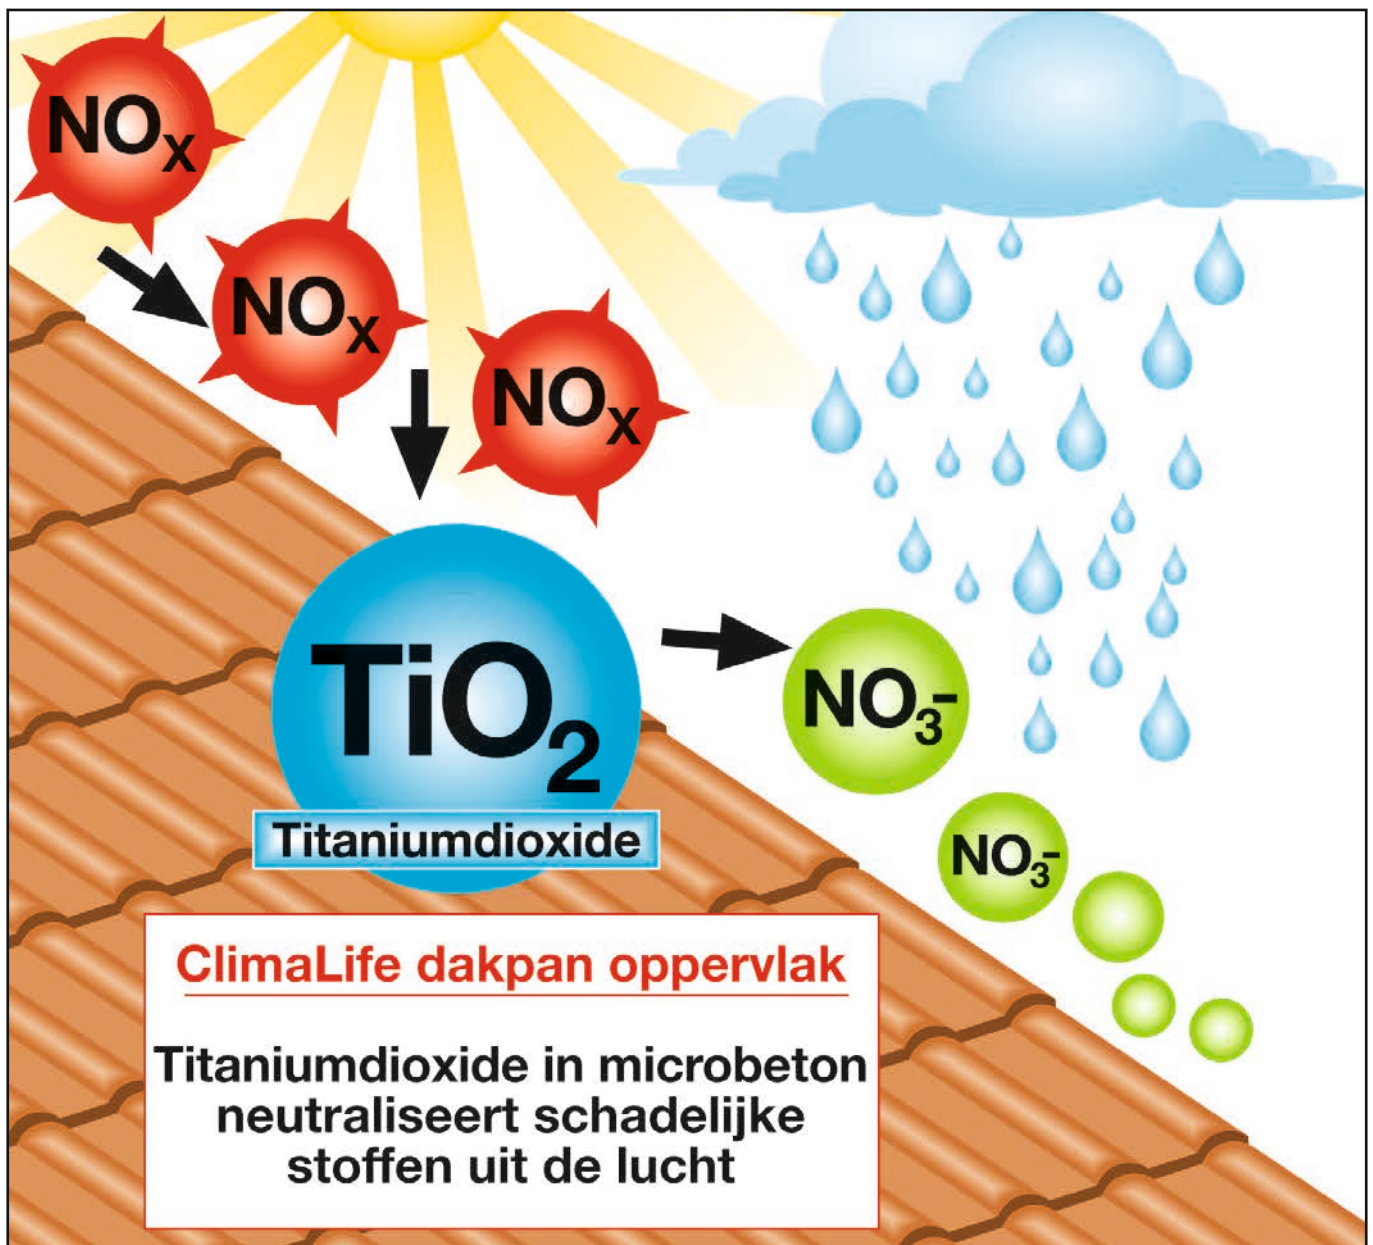 NOₓ
NOₓ
NOₓ
TiO₂
Titaniumdioxide
NO₃⁻
NO₃⁻
ClimaLife dakpan oppervlak
Titaniumdioxide in microbeton
neutraliseert schadelijke
stoffen uit de lucht